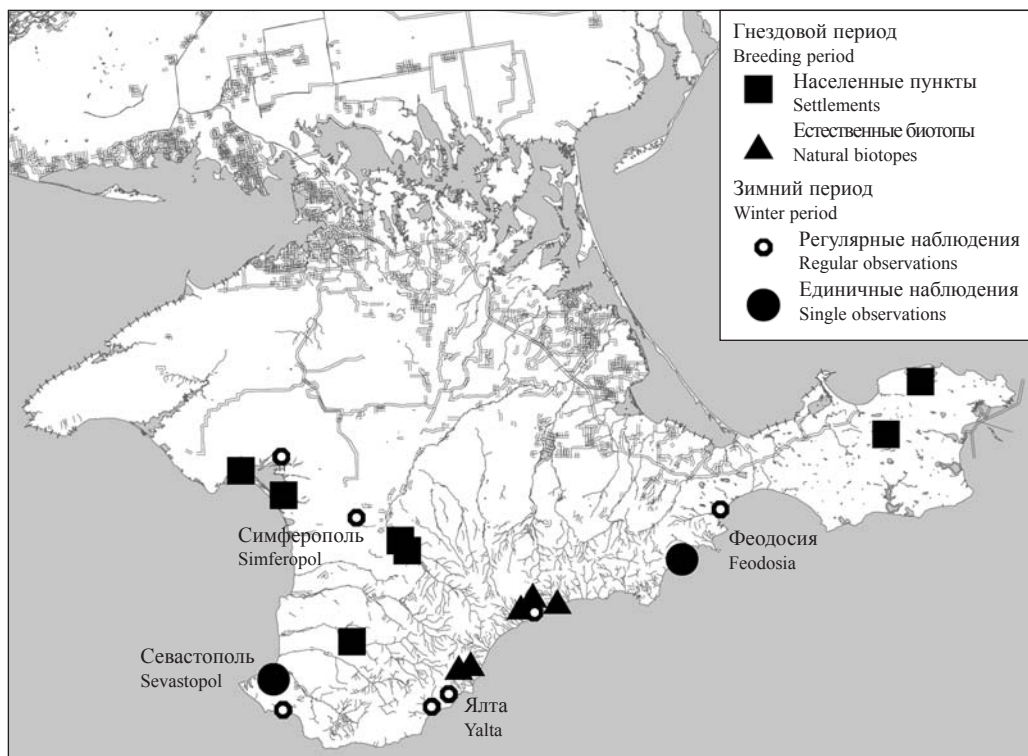 Гнездовой период
Breeding period
Населенные пункты
Settlements
Естественные биотопы
Natural biotopes
Зимний период
Winter period
Регулярные наблюдения
Regular observations
Единичные наблюдения
Single observations
Симферополь
Simferopol
Феодосия
Feodosia
Севастополь
Sevastopol
Ялта
Yalta